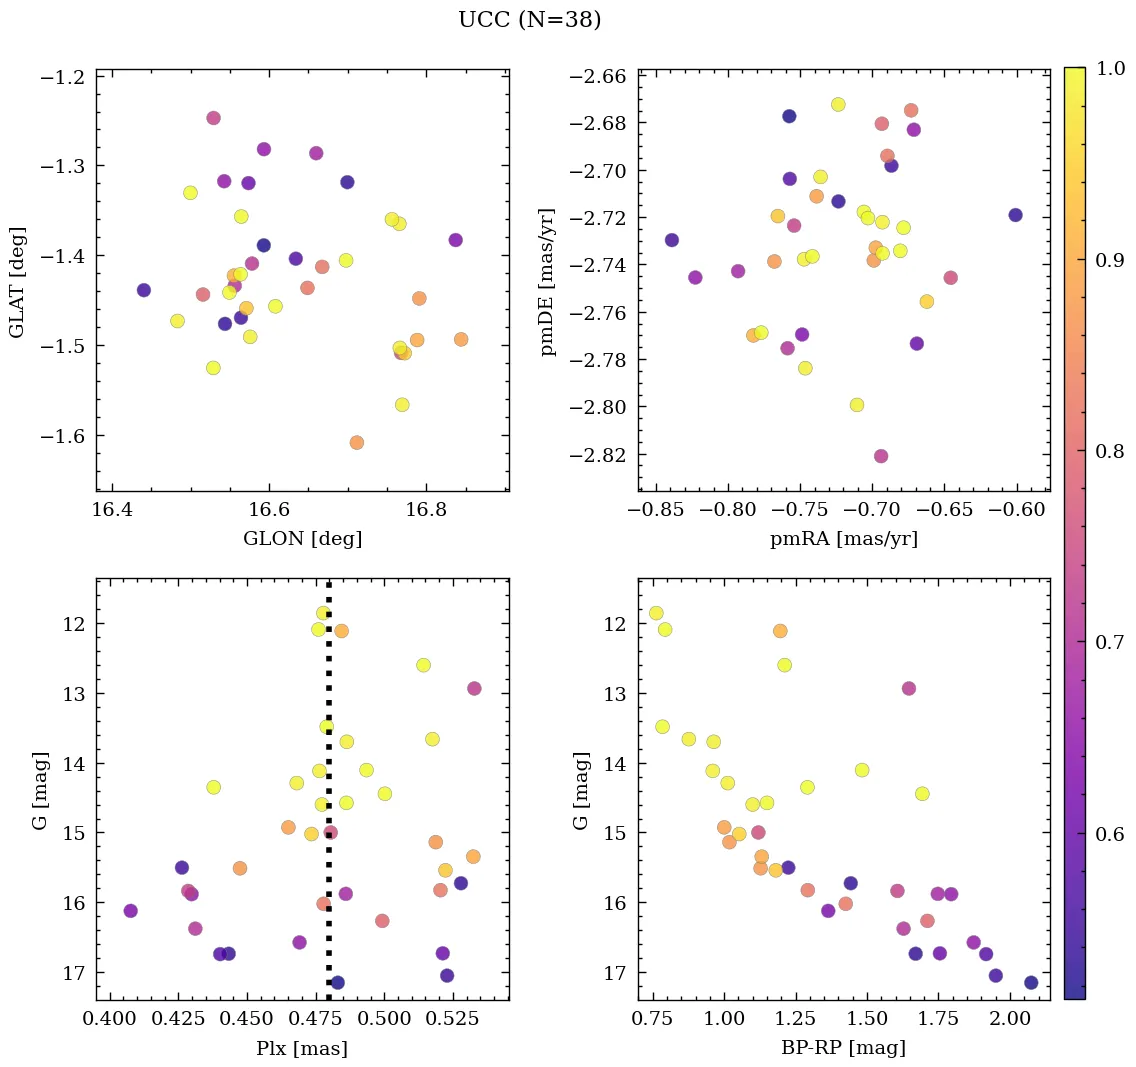 UCC (N=38)
−1.2
−1.3
−1.4
−1.5
−1.6
GLAT [deg]
16.4 16.6 16.8
GLON [deg]
−2.66
−2.68
−2.70
−2.72
−2.74
−2.76
−2.78
−2.80
−2.82
pmDE [mas/yr]
−0.85 −0.80 −0.75 −0.70 −0.65 −0.60
pmRA [mas/yr]
1.0
0.9
0.8
0.7
0.6
12
13
14
15
16
17
G [mag]
0.400 0.425 0.450 0.475 0.500 0.525
Plx [mas]
12
13
14
15
16
17
G [mag]
0.75 1.00 1.25 1.50 1.75 2.00
BP-RP [mag]